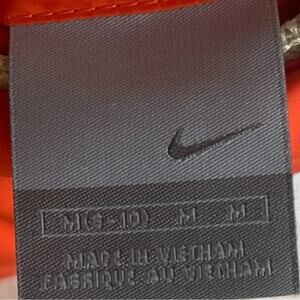 M(8-10) M M
MADE IN VIETNAM
FABRIQUE AU VIETNAM